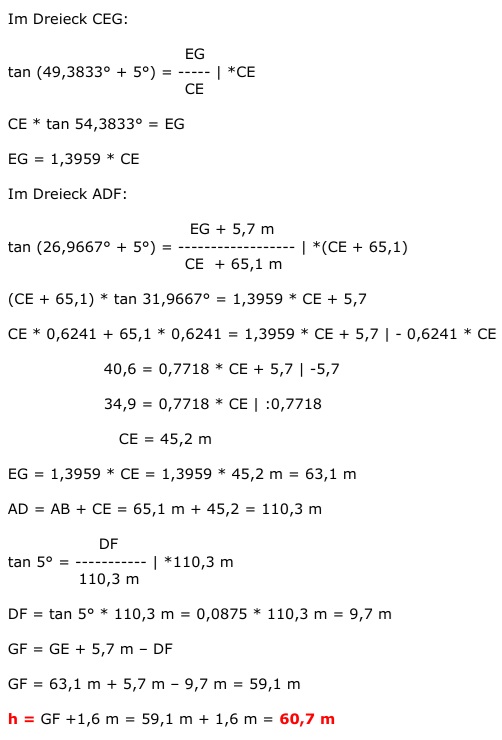 Im Dreieck CEG:
EG
tan (49,3833° + 5°) = ----- | *CE
CE
CE * tan 54,3833° = EG
EG = 1,3959 * CE
Im Dreieck ADF:
EG + 5,7 m
tan (26,9667° + 5°) = ------------------ | *(CE + 65,1)
CE + 65,1 m
(CE + 65,1) * tan 31,9667° = 1,3959 * CE + 5,7
CE * 0,6241 + 65,1 * 0,6241 = 1,3959 * CE + 5,7 | - 0,6241 * CE
40,6 = 0,7718 * CE + 5,7 | -5,7
34,9 = 0,7718 * CE | :0,7718
CE = 45,2 m
EG = 1,3959 * CE = 1,3959 * 45,2 m = 63,1 m
AD = AB + CE = 65,1 m + 45,2 = 110,3 m
DF
tan 5° = ----------- | *110,3 m
110,3 m
DF = tan 5° * 110,3 m = 0,0875 * 110,3 m = 9,7 m
GF = GE + 5,7 m – DF
GF = 63,1 m + 5,7 m – 9,7 m = 59,1 m
h = GF +1,6 m = 59,1 m + 1,6 m = 60,7 m